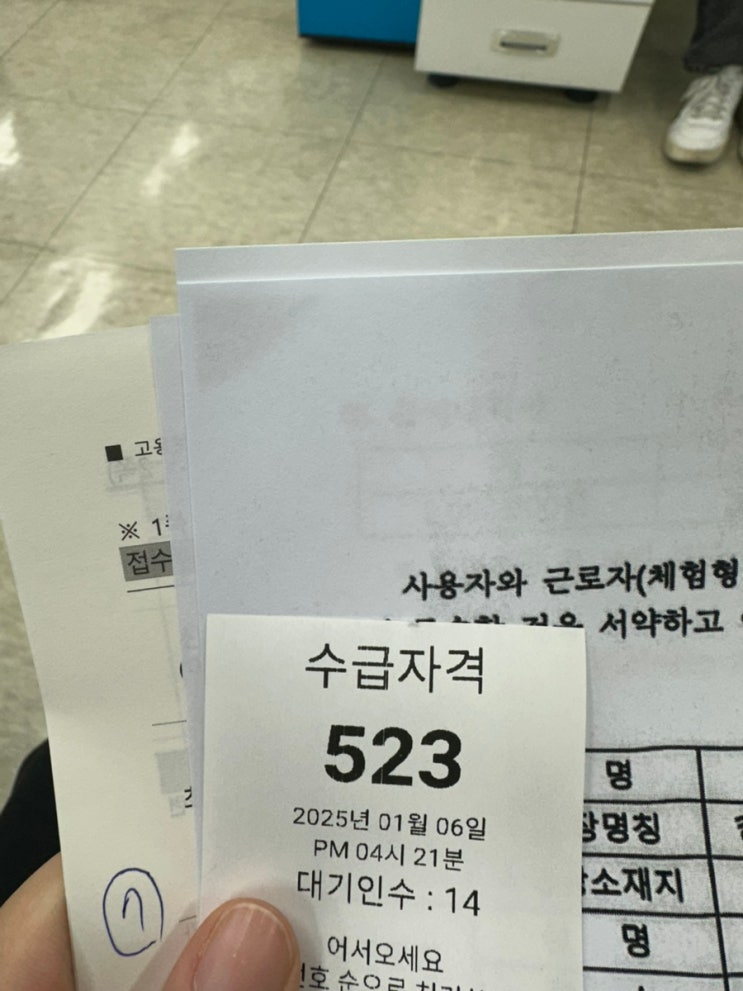 ■ 고용
※ 1
접수
사용자와 근로자(체험형
서약하고
수급자격
523
2025년 01월 06일
PM 04시 21분
대기인수 : 14
어서오세요
순으로
명
장명칭
소재지
명